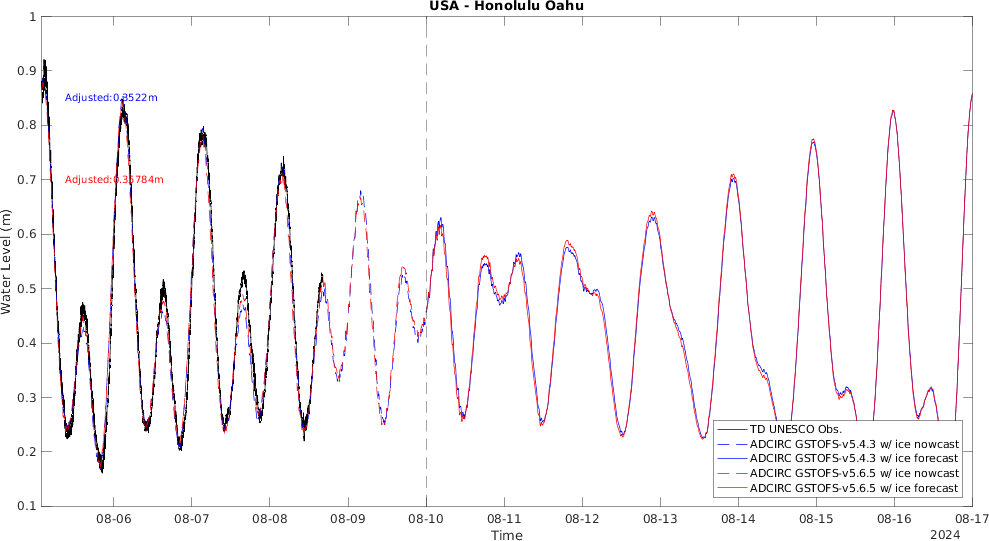 USA - Honolulu Oahu
1
0.9
0.8
0.7
0.6
0.5
0.4
0.3
0.2
0.1
Water Level (m)
Adjusted:0.3522m
Adjusted:0.35784m
TD UNESCO Obs.
ADCIRC GSTOFS-v5.4.3 w/ ice nowcast
ADCIRC GSTOFS-v5.4.3 w/ ice forecast
ADCIRC GSTOFS-v5.6.5 w/ ice nowcast
ADCIRC GSTOFS-v5.6.5 w/ ice forecast
08-06 08-07 08-08 08-09 08-10 08-11 08-12 08-13 08-14 08-15 08-16 08-17
Time
2024